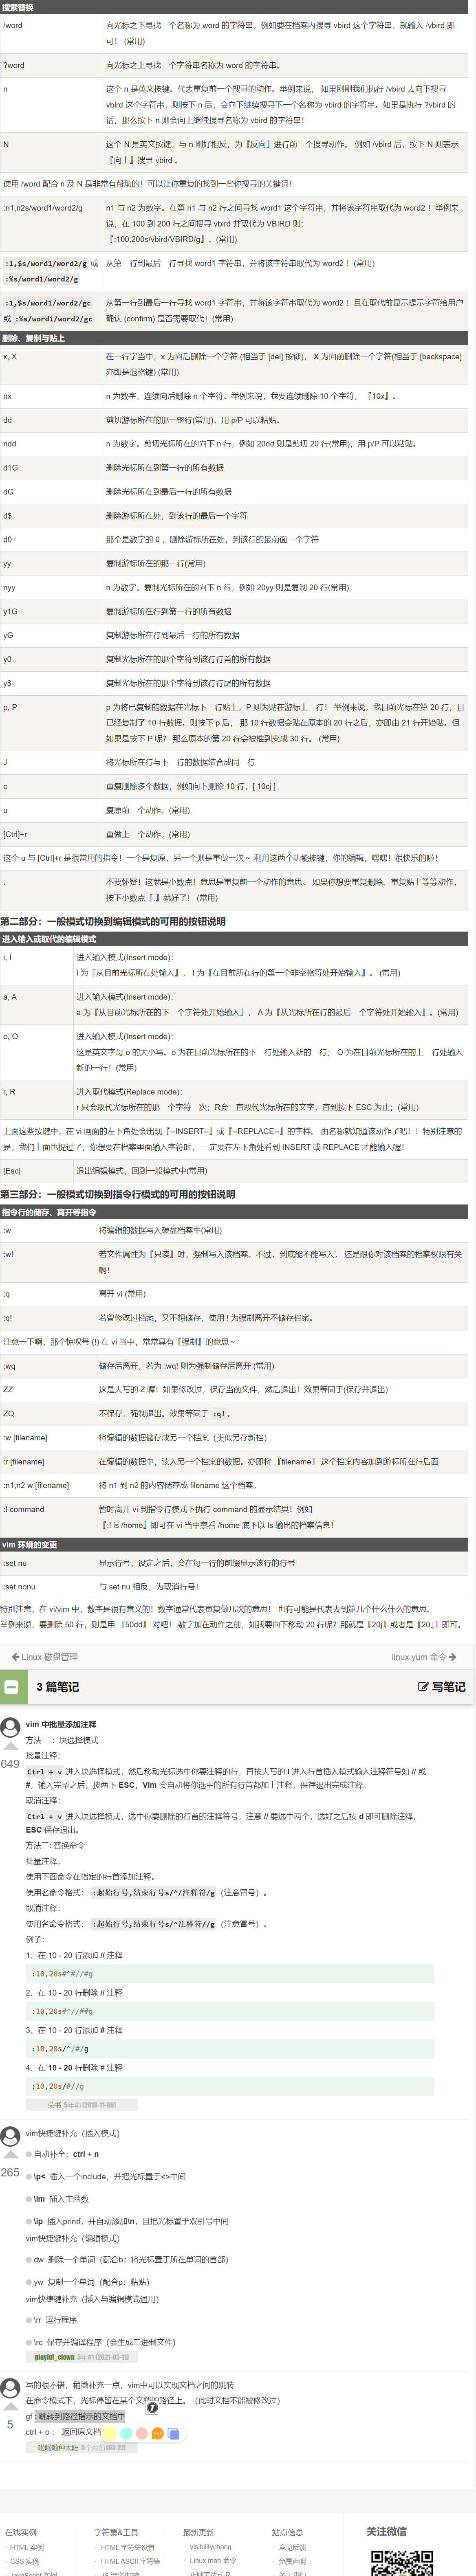 搜索替换
/word
向光标之下寻找一个名称为 word 的字符串。例如要在档案内搜寻 vbird 这个字符串，就输入 /vbird 即
可！ (常用)
?word
向光标之上寻找一个字符串名称为 word 的字符串。
n
这个 n 是英文按键。代表重复前一个搜寻的动作。举例来说， 如果刚刚我们执行 /vbird 去向下搜寻
vbird 这个字符串，则按下 n 后，会向下继续搜寻下一个名称为 vbird 的字符串。如果是执行 ?vbird 的
话，那么按下 n 则会向上继续搜寻名称为 vbird 的字符串！
N
这个 N 是英文按键。与 n 刚好相反，为『反向』进行前一个搜寻动作。 例如 /vbird 后，按下 N 则表示
『向上』搜寻 vbird 。
使用 /word 配合 n 及 N 是非常有帮助的！可以让你重复的找到一些你搜寻的关键词！
:n1,n2s/word1/word2/g
n1 与 n2 为数字。在第 n1 与 n2 行之间寻找 word1 这个字符串，并将该字符串取代为 word2 ！举例来
说，在 100 到 200 行之间搜寻 vbird 并取代为 VBIRD 则：
『:100,200s/vbird/VBIRD/g』。(常用)
:1,$s/word1/word2/g 或
:%s/word1/word2/g
从第一行到最后一行寻找 word1 字符串，并将该字符串取代为 word2 ！(常用)
:1,$s/word1/word2/gc
或 :%s/word1/word2/gc
从第一行到最后一行寻找 word1 字符串，并将该字符串取代为 word2 ！且在取代前显示提示字符给用户
确认 (confirm) 是否需要取代！(常用)
删除、复制与贴上
x, X
在一行字当中，x 为向后删除一个字符 (相当于 [del] 按键)， X 为向前删除一个字符(相当于 [backspace]
亦即是退格键) (常用)
nx
n 为数字，连续向后删除 n 个字符。举例来说，我要连续删除 10 个字符， 『10x』。
dd
剪切游标所在的那一整行(常用)，用 p/P 可以粘贴。
ndd
n 为数字。剪切光标所在的向下 n 行，例如 20dd 则是剪切 20 行(常用)，用 p/P 可以粘贴。
d1G
删除光标所在到第一行的所有数据
dG
删除光标所在到最后一行的所有数据
d$
删除游标所在处，到该行的最后一个字符
d0
那个是数字的 0 ，删除游标所在处，到该行的最前面一个字符
yy
复制游标所在的那一行(常用)
nyy
n 为数字。复制光标所在的向下 n 行，例如 20yy 则是复制 20 行(常用)
y1G
复制游标所在行到第一行的所有数据
yG
复制游标所在行到最后一行的所有数据
y0
复制光标所在的那个字符到该行行首的所有数据
y$
复制光标所在的那个字符到该行行尾的所有数据
p, P
p 为将已复制的数据在光标下一行贴上，P 则为贴在游标上一行！ 举例来说，我目前光标在第 20 行，且
已经复制了 10 行数据。则按下 p 后， 那 10 行数据会贴在原本的 20 行之后，亦即由 21 行开始贴。但
如果是按下 P 呢？ 那么原本的第 20 行会被推到变成 30 行。 (常用)
J
将光标所在行与下一行的数据结合成同一行
c
重复删除多个数据，例如向下删除 10 行，[ 10cj ]
u
复原前一个动作。(常用)
[Ctrl]+r
重做上一个动作。(常用)
这个 u 与 [Ctrl]+r 是很常用的指令！一个是复原，另一个则是重做一次～ 利用这两个功能按键，你的编辑，嘿嘿！很快乐的啦！
.
不要怀疑！这就是小数点！意思是重复前一个动作的意思。 如果你想要重复删除、重复贴上等等动作，
按下小数点『.』就好了！ (常用)
第二部分：一般模式切换到编辑模式的可用的按钮说明
进入输入或取代的编辑模式
i, I
进入输入模式(Insert mode)：
i 为『从目前光标所在处输入』， I 为『在目前所在行的第一个非空格符处开始输入』。 (常用)
a, A
进入输入模式(Insert mode)：
a 为『从目前光标所在的下一个字符处开始输入』， A 为『从光标所在行的最后一个字符处开始输入』。(常用)
o, O
进入输入模式(Insert mode)：
这是英文字母 o 的大小写。o 为在目前光标所在的下一行处输入新的一行； O 为在目前光标所在的上一行处输入
新的一行！(常用)
r, R
进入取代模式(Replace mode)：
r 只会取代光标所在的那一个字符一次；R会一直取代光标所在的文字，直到按下 ESC 为止；(常用)
上面这些按键中，在 vi 画面的左下角处会出现『--INSERT--』或『--REPLACE--』的字样。 由名称就知道该动作了吧！！特别注意的
是，我们上面也提过了，你想要在档案里面输入字符时， 一定要在左下角处看到 INSERT 或 REPLACE 才能输入喔！
[Esc]
退出编辑模式，回到一般模式中(常用)
第三部分：一般模式切换到指令行模式的可用的按钮说明
指令行的储存、离开等指令
:w
将编辑的数据写入硬盘档案中(常用)
:w!
若文件属性为『只读』时，强制写入该档案。不过，到底能不能写入， 还是跟你对该档案的档案权限有关
啊！
:q
离开 vi (常用)
:q!
若曾修改过档案，又不想储存，使用 ! 为强制离开不储存档案。
注意一下啊，那个惊叹号 (!) 在 vi 当中，常常具有『强制』的意思～
:wq
储存后离开，若为 :wq! 则为强制储存后离开 (常用)
ZZ
这是大写的 Z 喔！如果修改过，保存当前文件，然后退出！效果等同于(保存并退出)
ZQ
不保存，强制退出。效果等同于 :q!。
:w [filename]
将编辑的数据储存成另一个档案（类似另存新档）
:r [filename]
在编辑的数据中，读入另一个档案的数据。亦即将 『filename』 这个档案内容加到游标所在行后面
:n1,n2 w [filename]
将 n1 到 n2 的内容储存成 filename 这个档案。
:! command
暂时离开 vi 到指令行模式下执行 command 的显示结果！例如
『:! ls /home』即可在 vi 当中察看 /home 底下以 ls 输出的档案信息！
vim 环境的变更
:set nu
显示行号，设定之后，会在每一行的前缀显示该行的行号
:set nonu
与 set nu 相反，为取消行号！
特别注意，在 vi/vim 中，数字是很有意义的！数字通常代表重复做几次的意思！ 也有可能是代表去到第几个什么什么的意思。
举例来说，要删除 50 行，则是用 『50dd』 对吧！ 数字加在动作之前，如我要向下移动 20 行呢？那就是『20j』或者是『20↓』即可。
Linux 磁盘管理
linux yum 命令
3 篇笔记
写笔记
649
vim 中批量添加注释
方法一 ：块选择模式
批量注释：
Ctrl + v 进入块选择模式，然后移动光标选中你要注释的行，再按大写的 I 进入行首插入模式输入注释符号如 // 或
#，输入完毕之后，按两下 ESC，Vim 会自动将你选中的所有行首都加上注释，保存退出完成注释。
取消注释：
Ctrl + v 进入块选择模式，选中你要删除的行首的注释符号，注意 // 要选中两个，选好之后按 d 即可删除注释，
ESC 保存退出。
方法二: 替换命令
批量注释。
使用下面命令在指定的行首添加注释。
使用名命令格式： :起始行号,结束行号s/^/注释符/g（注意冒号）。
取消注释：
使用名命令格式： :起始行号,结束行号s/^注释符//g（注意冒号）。
例子：
1、在 10 - 20 行添加 // 注释
:10,20s#^#//#g
2、在 10 - 20 行删除 // 注释
:10,20s#^//##g
3、在 10 - 20 行添加 # 注释
:10,20s/^/#/g
4、在 10 - 20 行删除 # 注释
:10,20s/#//g
265
vim快捷键补充（插入模式）
自动补全：ctrl + n
\p< 插入一个include，并把光标置于<>中间
\im 插入主函数
\ip 插入printf，并自动添加\n，且把光标置于双引号中间
vim快捷键补充（编辑模式）
dw 删除一个单词（配合b：将光标置于所在单词的首部）
yw 复制一个单词（配合p：粘贴）
vim快捷键补充（插入与编辑模式通用）
\rr 运行程序
\rc 保存并编译程序（会生成二进制文件）
playful_clown 3年前 (2021-03-11)
5
写的很不错，稍微补充一点，vim中可以实现文档之间的跳转
在命令模式下，光标停留在某个文档的路径上。（此时文档不能被修改过）
gf：跳转到路径指示的文档中
ctrl + o ： 返回原文档
在线实例
· HTML 实例
· CSS 实例
字符集&工具
· HTML 字符集设置
· HTML ASCII 字符集
最新更新
· visibilitychang...
· Linux man 命令
站点信息
· 意见反馈
· 免责声明
关注微信